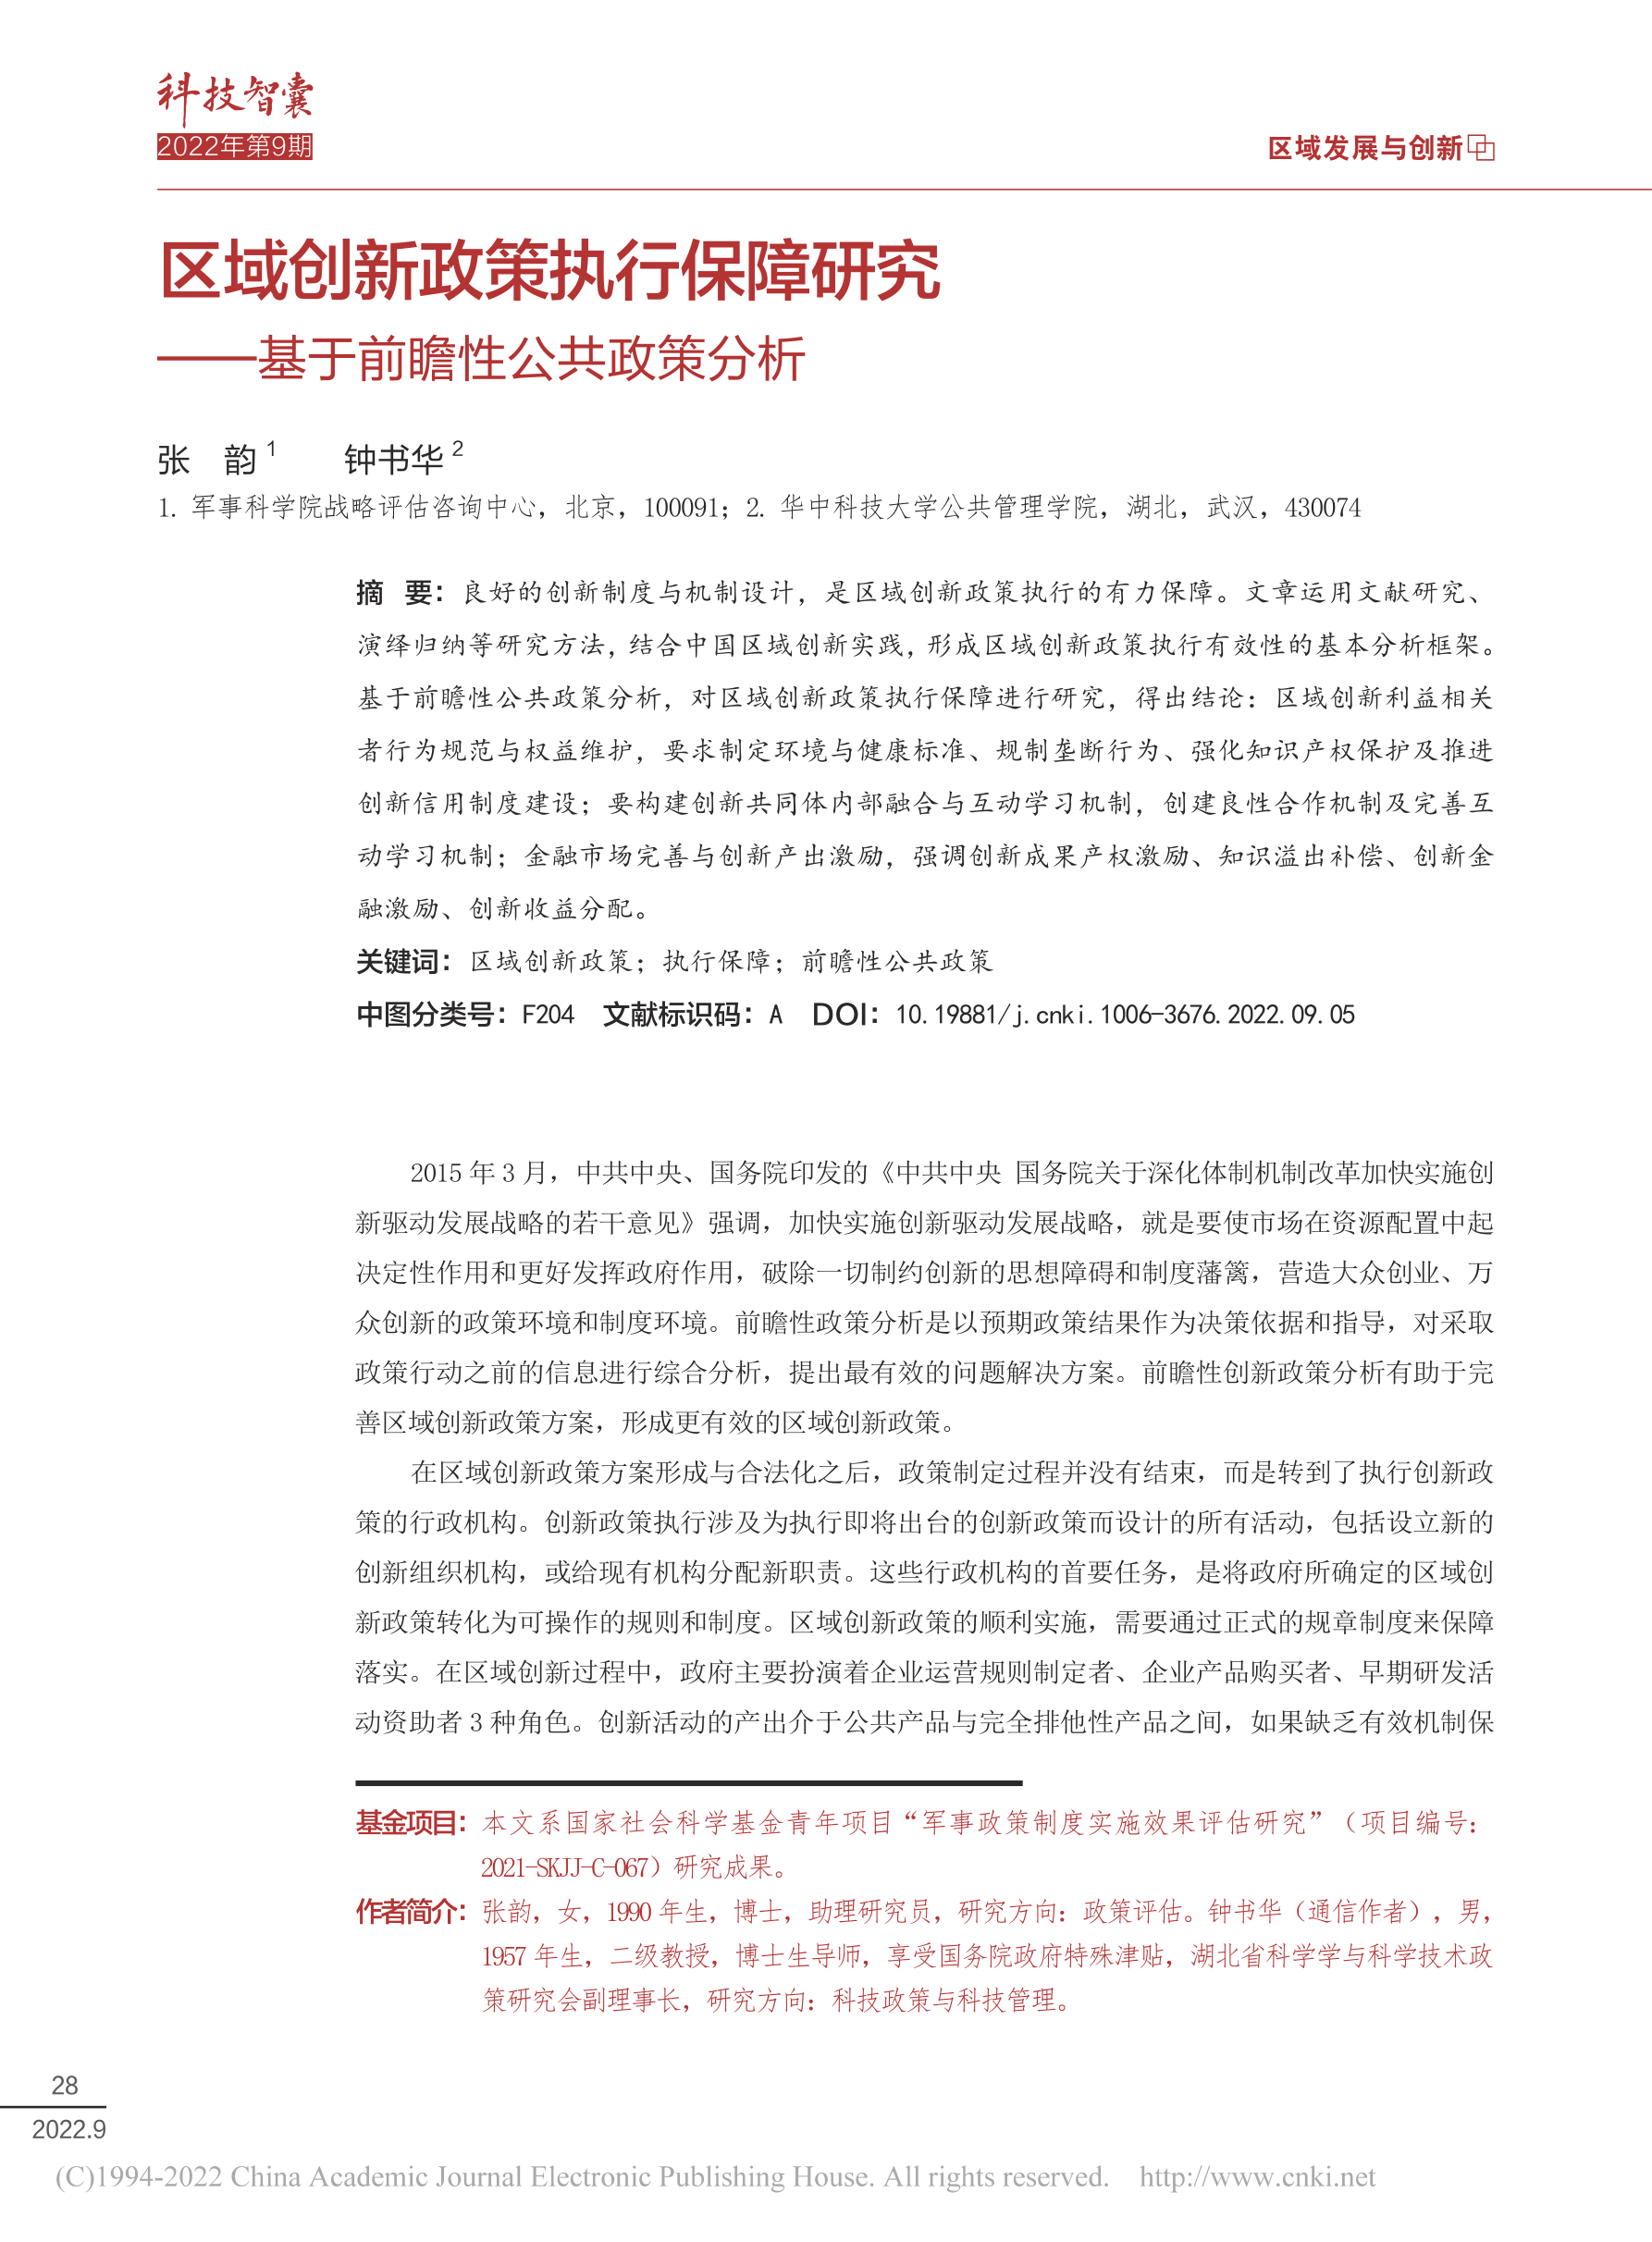 科技智囊
2022年第9期
区域发展与创新
区域创新政策执行保障研究
——基于前瞻性公共政策分析
张　韵 1　　钟书华 2
1. 军事科学院战略评估咨询中心，北京，100091；2. 华中科技大学公共管理学院，湖北，武汉，430074
摘　要：良好的创新制度与机制设计，是区域创新政策执行的有力保障。文章运用文献研究、
演绎归纳等研究方法，结合中国区域创新实践，形成区域创新政策执行有效性的基本分析框架。
基于前瞻性公共政策分析，对区域创新政策执行保障进行研究，得出结论：区域创新利益相关
者行为规范与权益维护，要求制定环境与健康标准、规制垄断行为、强化知识产权保护及推进
创新信用制度建设；要构建创新共同体内部融合与互动学习机制，创建良性合作机制及完善互
动学习机制；金融市场完善与创新产出激励，强调创新成果产权激励、知识溢出补偿、创新金
融激励、创新收益分配。
关键词：区域创新政策；执行保障；前瞻性公共政策
中图分类号：F204　文献标识码：A　DOI：10.19881/j.cnki.1006-3676.2022.09.05
2015 年 3 月，中共中央、国务院印发的《中共中央 国务院关于深化体制机制改革加快实施创
新驱动发展战略的若干意见》强调，加快实施创新驱动发展战略，就是要使市场在资源配置中起
决定性作用和更好发挥政府作用，破除一切制约创新的思想障碍和制度藩篱，营造大众创业、万
众创新的政策环境和制度环境。前瞻性政策分析是以预期政策结果作为决策依据和指导，对采取
政策行动之前的信息进行综合分析，提出最有效的问题解决方案。前瞻性创新政策分析有助于完
善区域创新政策方案，形成更有效的区域创新政策。
在区域创新政策方案形成与合法化之后，政策制定过程并没有结束，而是转到了执行创新政
策的行政机构。创新政策执行涉及为执行即将出台的创新政策而设计的所有活动，包括设立新的
创新组织机构，或给现有机构分配新职责。这些行政机构的首要任务，是将政府所确定的区域创
新政策转化为可操作的规则和制度。区域创新政策的顺利实施，需要通过正式的规章制度来保障
落实。在区域创新过程中，政府主要扮演着企业运营规则制定者、企业产品购买者、早期研发活
动资助者 3 种角色。创新活动的产出介于公共产品与完全排他性产品之间，如果缺乏有效机制保
基金项目：本文系国家社会科学基金青年项目“军事政策制度实施效果评估研究”（项目编号：
2021-SKJJ-C-067）研究成果。
作者简介：张韵，女，1990 年生，博士，助理研究员，研究方向：政策评估。钟书华（通信作者），男，
1957 年生，二级教授，博士生导师，享受国务院政府特殊津贴，湖北省科学学与科学技术政
策研究会副理事长，研究方向：科技政策与科技管理。
28
2022.9
(C)1994-2022 China Academic Journal Electronic Publishing House. All rights reserved.　http://www.cnki.net